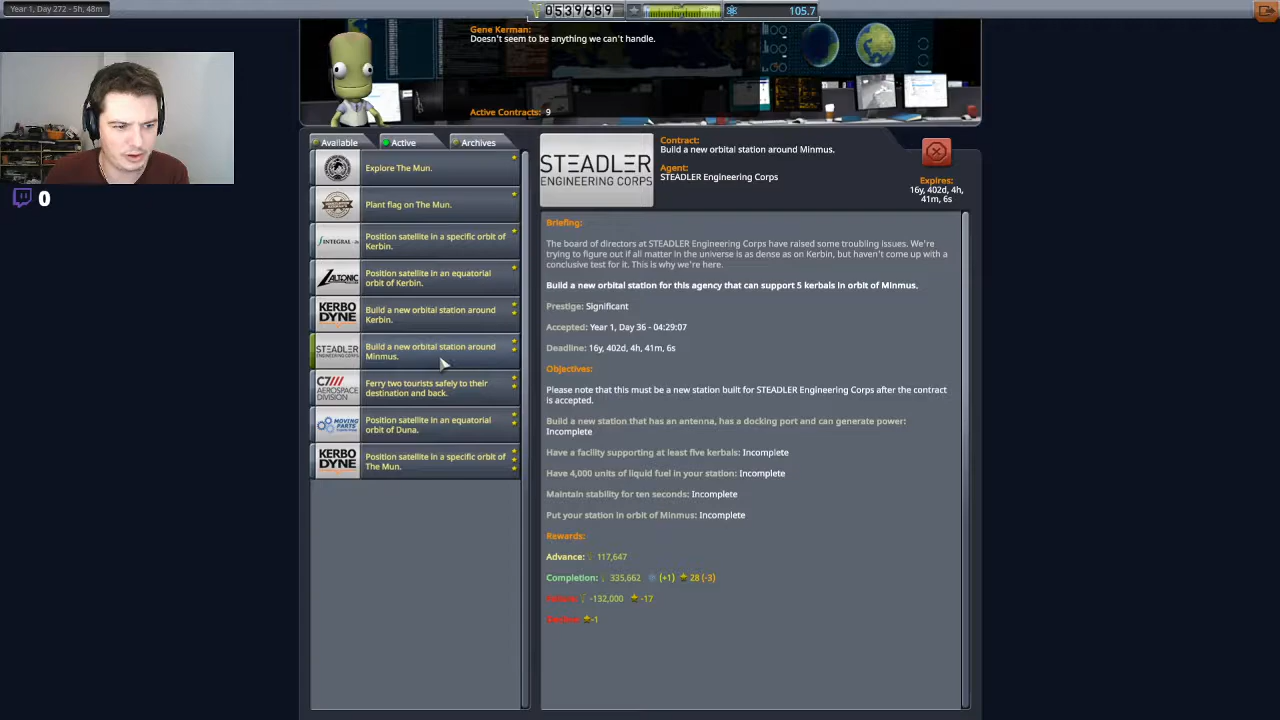 Year 1, Day 272 - 5h, 48m
0539689
105.7
Gene Kerman:
Doesn't seem to be anything we can't handle.
Active Contracts: 9
Available
Active
Archives
Explore The Mun.
Plant flag on The Mun.
INTEGRAL
Position satellite in a specific orbit of
Kerbin.
ALTONIC
Position satellite in an equatorial
orbit of Kerbin.
KERBO
DYNE
Build a new orbital station around
Kerbin.
STEADLER
ENGINEERING CORPS
Build a new orbital station around
Minmus.
C7///
AEROSPACE
DIVISION
Ferry two tourists safely to their
destination and back.
MOVING
PARTS
Position satellite in an equatorial
orbit of Duna.
KERBO
DYNE
Position satellite in a specific orbit of
The Mun.
0
STEADLER
ENGINEERING CORPS
Contract:
Build a new orbital station around Minmus.
Agent:
STEADLER Engineering Corps
Expires:
16y, 402d, 4h,
41m, 6s
Briefing:
The board of directors at STEADLER Engineering Corps have raised some troubling issues. We're
trying to figure out if all matter in the universe is as dense as on Kerbin, but haven't come up with a
conclusive test for it. This is why we're here.
Build a new orbital station for this agency that can support 5 kerbals in orbit of Minmus.
Prestige: Significant
Accepted: Year 1, Day 36 - 04:29:07
Deadline: 16y, 402d, 4h, 41m, 6s
Objectives:
Please note that this must be a new station built for STEADLER Engineering Corps after the contract
is accepted.
Build a new station that has an antenna, has a docking port and can generate power:
Incomplete
Have a facility supporting at least five kerbals: Incomplete
Have 4,000 units of liquid fuel in your station: Incomplete
Maintain stability for ten seconds: Incomplete
Put your station in orbit of Minmus: Incomplete
Rewards:
Advance: 117,647
Completion: 335,662 (+1) 28 (-3)
-132,000 -17
-1